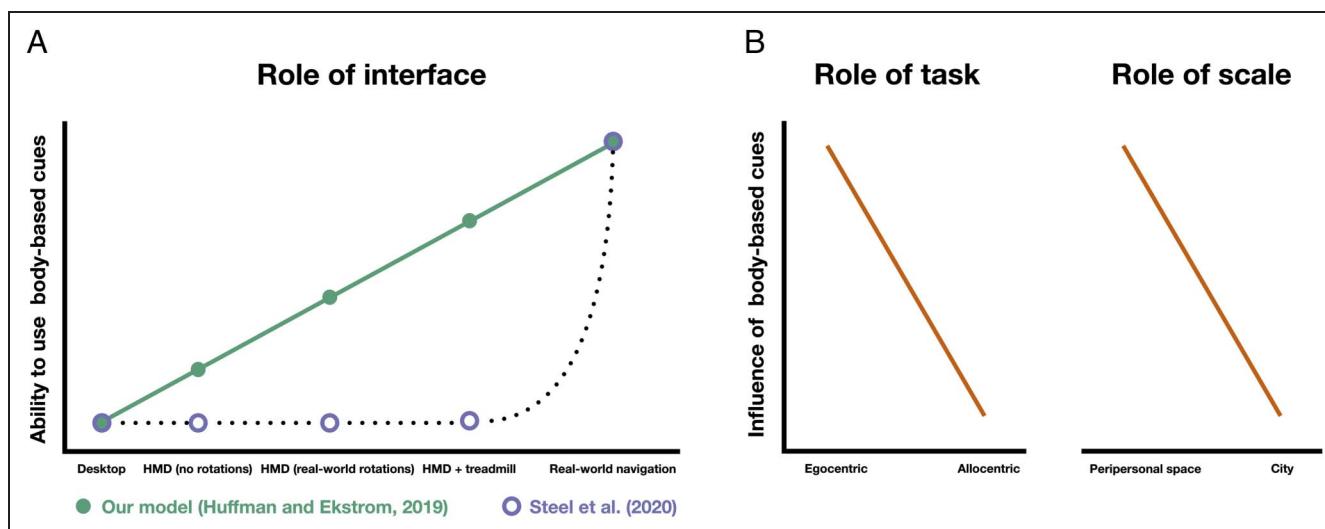 A
Role of interface
Ability to use body-based cues
Desktop
HMD (no rotations)
HMD (real-world rotations)
HMD + treadmill
Real-world navigation
Our model (Huffman and Ekstrom, 2019)
Steel et al. (2020)
B
Role of task
Influence of body-based cues
Egocentric
Allocentric
Role of scale
Peripersonal space
City